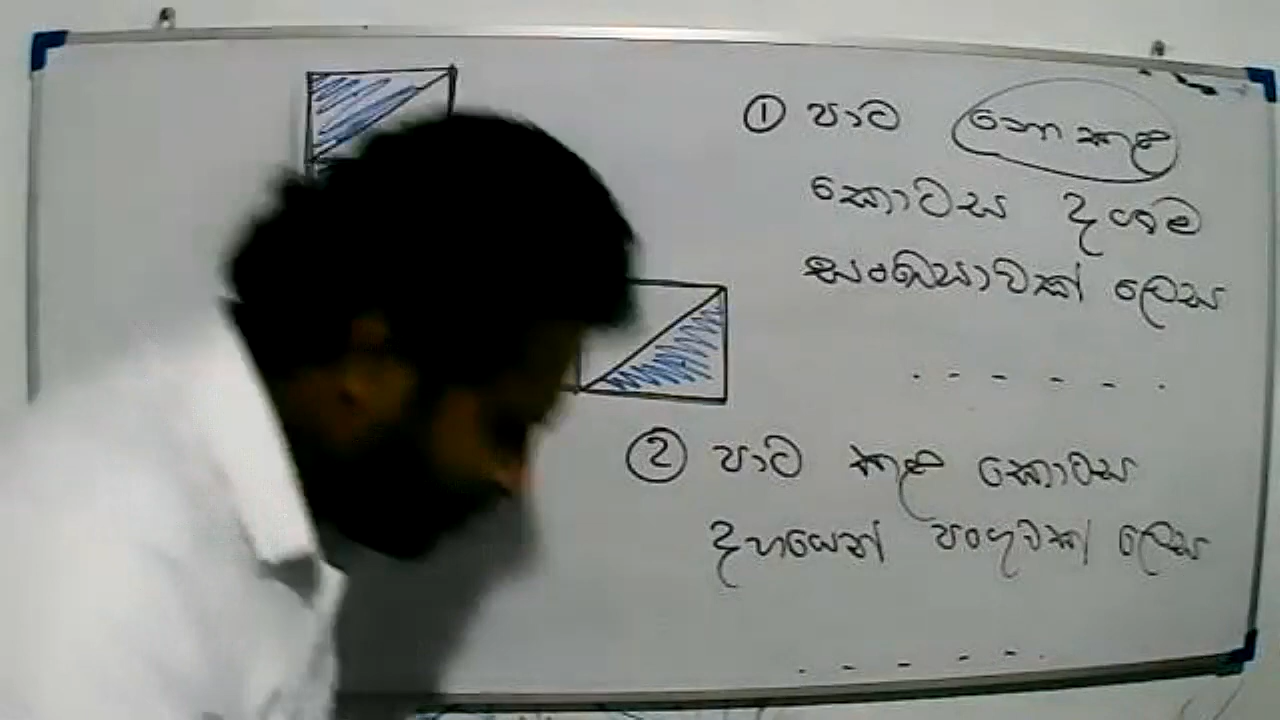 ① පාට නොකළ
කොටස දශම
සංඛ්‍යාවක් ලෙස
. - - - - .
② පාට කළ කොටස
දහයෙන් පංගුවක් ලෙස
. - - - - .